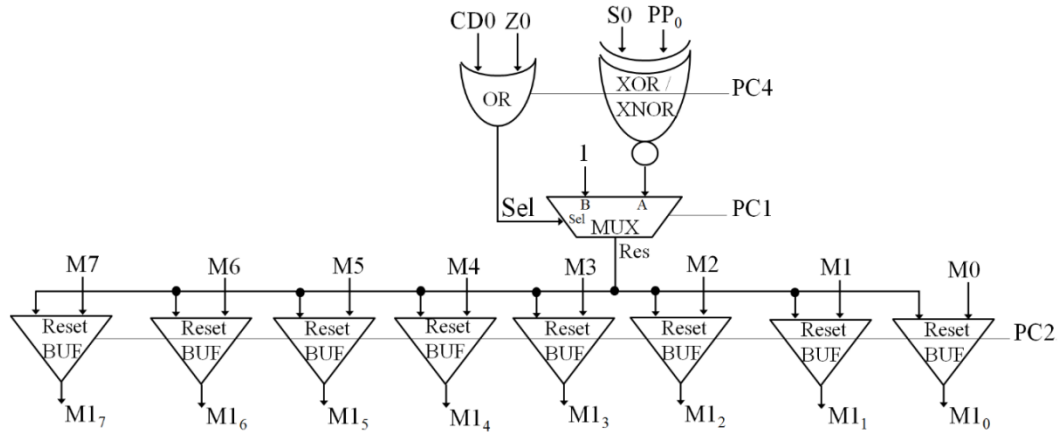 CD0 Z0 S0 PP₀
OR XOR / XNOR PC4
1
Sel B A PC1
Sel MUX
Res
M7 M6 M5 M4 M3 M2 M1 M0
Reset Reset Reset Reset Reset Reset Reset Reset
BUF BUF BUF BUF BUF BUF BUF BUF PC2
M1₇ M1₆ M1₅ M1₄ M1₃ M1₂ M1₁ M1₀